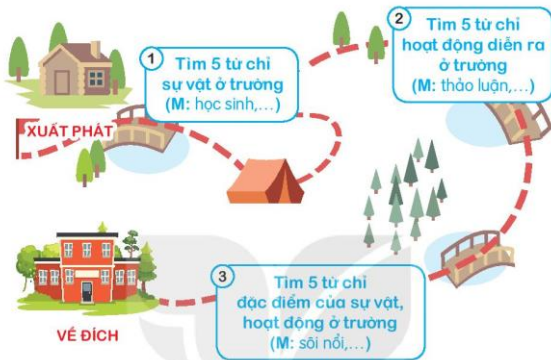 1
Tìm 5 từ chỉ
sự vật ở trường
(M: học sinh,...)
2
Tìm 5 từ chỉ
hoạt động diễn ra
ở trường
(M: thảo luận,...)
XUẤT PHÁT
3
Tìm 5 từ chỉ
đặc điểm của sự vật,
hoạt động ở trường
(M: sôi nổi,...)
VỀ ĐÍCH